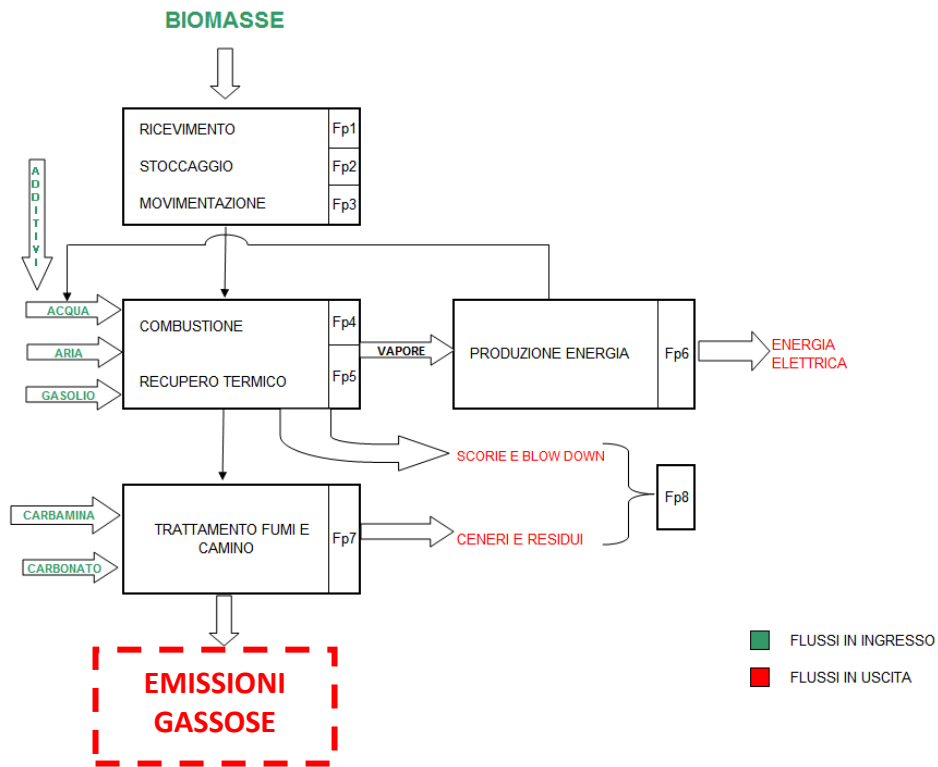 BIOMASSE
RICEVIMENTO
Fp1
STOCCAGGIO
Fp2
MOVIMENTAZIONE
Fp3
ADDITIVI
ACQUA
ARIA
GASOLIO
COMBUSTIONE
Fp4
RECUPERO TERMICO
Fp5
VAPORE
PRODUZIONE ENERGIA
Fp6
ENERGIA
ELETTRICA
SCORIE E BLOW DOWN
CENERI E RESIDUI
Fp8
CARBAMINA
CARBONATO
TRATTAMENTO FUMI E
CAMINO
Fp7
EMISSIONI
GASSOSE
FLUSSI IN INGRESSO
FLUSSI IN USCITA